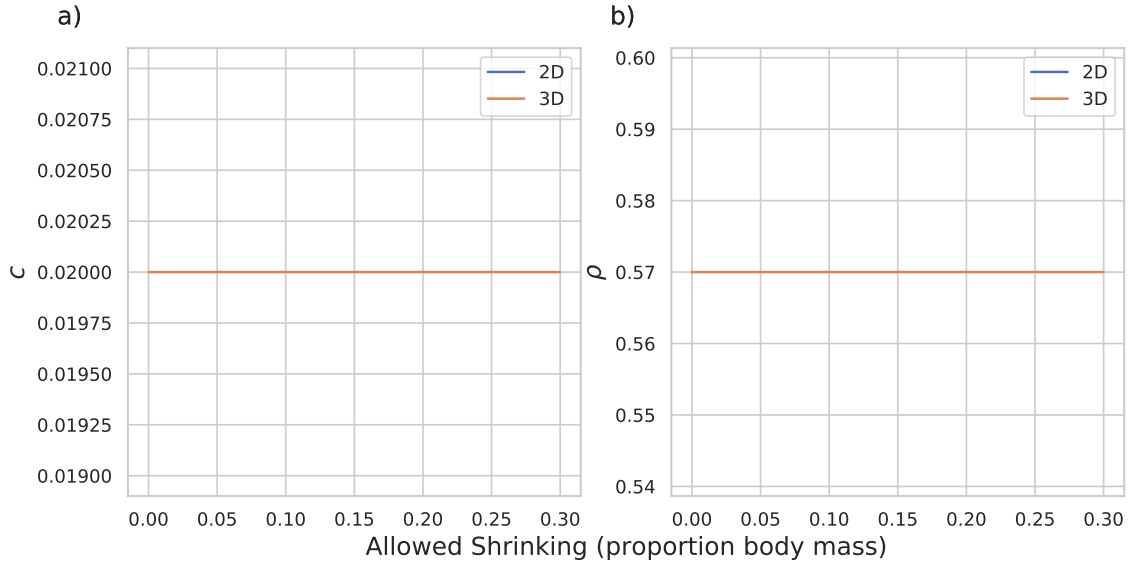 a)
b)
2D
3D
2D
3D
0.02100
0.02075
0.02050
0.02025
0.02000
0.01975
0.01950
0.01925
0.01900
c
0.00 0.05 0.10 0.15 0.20 0.25 0.30
0.60
0.59
0.58
0.57
0.56
0.55
0.54
ρ
0.00 0.05 0.10 0.15 0.20 0.25 0.30
Allowed Shrinking (proportion body mass)